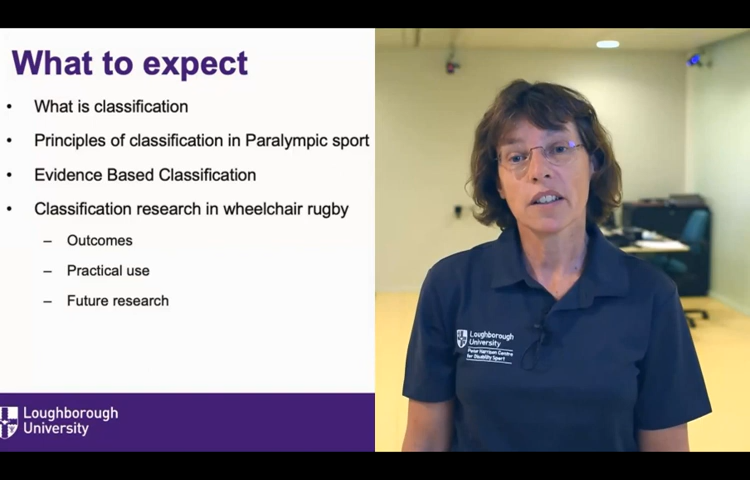 What to expect
• What is classification
• Principles of classification in Paralympic sport
• Evidence Based Classification
• Classification research in wheelchair rugby
– Outcomes
– Practical use
– Future research
Loughborough
University
Loughborough
University
Peter Harrison Centre
for Disability Sport